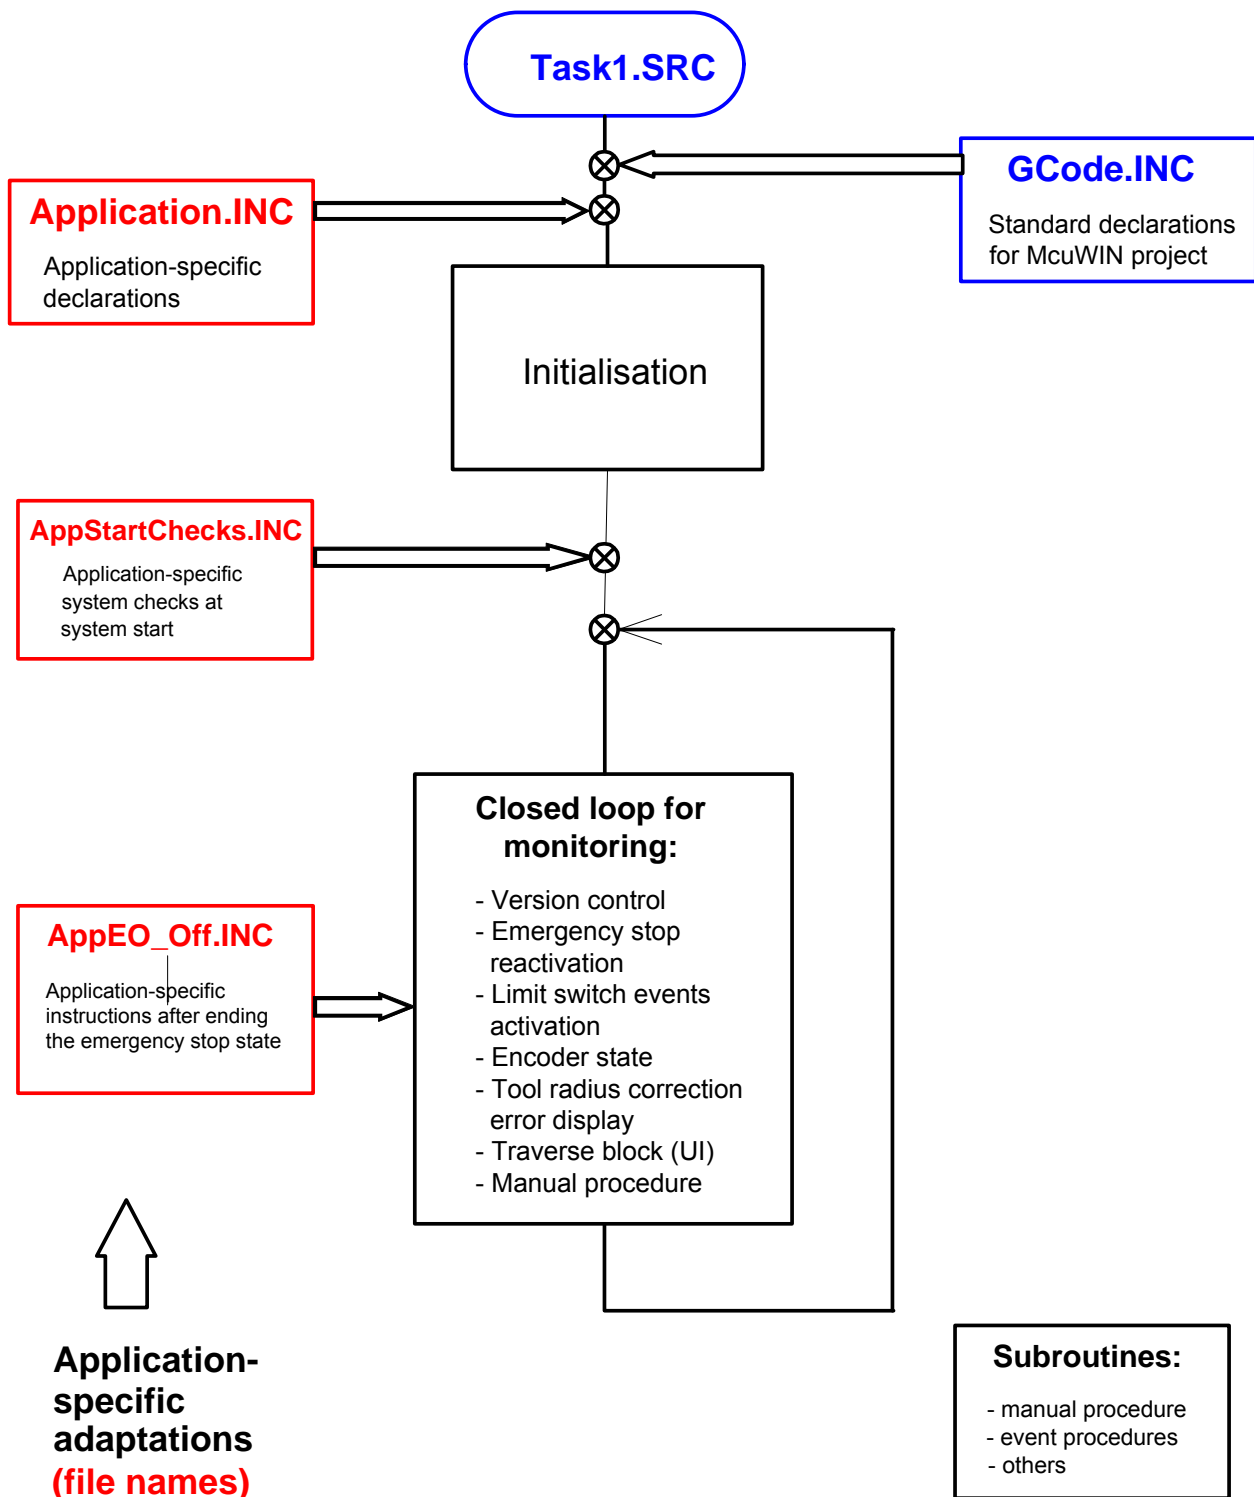 Task1.SRC
GCode.INC
Standard declarations
for McuWIN project
Application.INC
Application-specific
declarations
Initialisation
AppStartChecks.INC
Application-specific
system checks at
system start
Closed loop for
monitoring:
- Version control
- Emergency stop
reactivation
- Limit switch events
activation
- Encoder state
- Tool radius correction
error display
- Traverse block (UI)
- Manual procedure
AppEO_Off.INC
Application-specific
instructions after ending
the emergency stop state
Application-
specific
adaptations
(file names)
Subroutines:
- manual procedure
- event procedures
- others